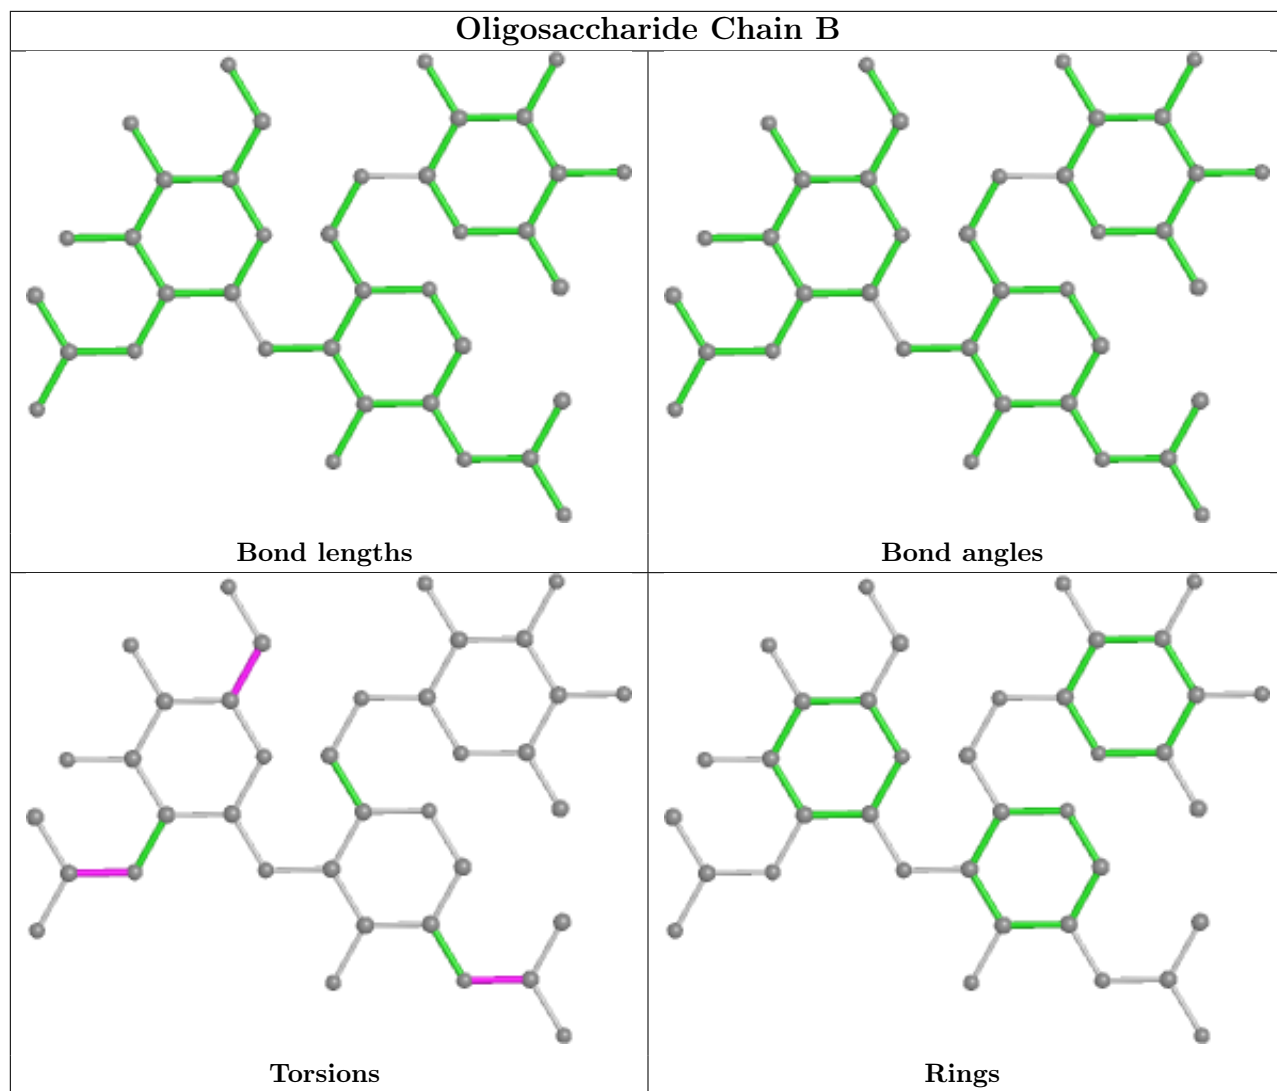 Oligosaccharide Chain B
Bond lengths
Bond angles
Torsions
Rings